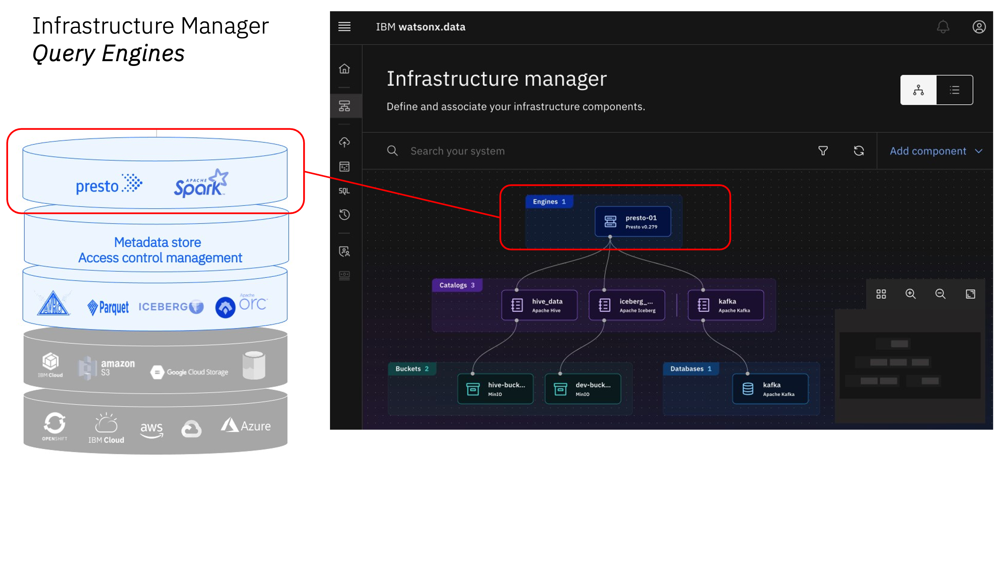 Infrastructure Manager
Query Engines
presto
APACHE
Spark™
Metadata store
Access control management
AVRO
Parquet
ICEBERG
Apache
orc
IBM Cloud
amazon
S3
Google Cloud Storage
OPENSHIFT
IBM Cloud
aws
Azure
IBM watsonx.data
Infrastructure manager
Define and associate your infrastructure components.
Search your system
Add component
SQL
Engines 1
presto-01
Presto v0.279
Catalogs 3
hive_data
Apache Hive
iceberg_...
Apache Iceberg
kafka
Apache Kafka
Buckets 2
hive-buck...
MinIO
dev-buck...
MinIO
Databases 1
kafka
Apache Kafka